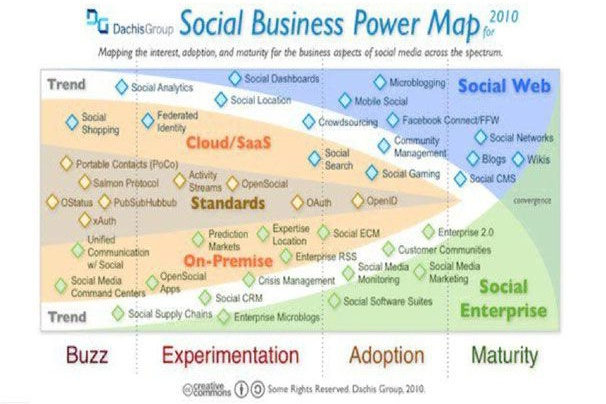 DG DachisGroup Social Business Power Map for 2010
Mapping the interest, adoption, and maturity for the business aspects of social media across the spectrum.
Trend
Social Analytics
Social Dashboards
Microblogging
Social Web
Social Location
Mobile Social
Social
Shopping
Federated
Identity
Crowdsourcing
Facebook Connect/FFW
Cloud/SaaS
Community
Management
Social Networks
Social
Search
Blogs
Wikis
Portable Contacts (PoCo)
Social Gaming
Social CMS
Salmon Protocol
Activity
Streams
OpenSocial
OStatus
PubSubHubbub
Standards
OAuth
OpenID
convergence
xAuth
Unified
Communication
w/ Social
Prediction
Markets
Expertise
Location
Social ECM
Enterprise 2.0
On-Premise
Enterprise RSS
Customer Communities
Social Media
Command Centers
OpenSocial
Apps
Crisis Management
Social Media
Monitoring
Social Media
Marketing
Social
Enterprise
Social CRM
Social Software Suites
Trend
Social Supply Chains
Enterprise Microblogs
Buzz
Experimentation
Adoption
Maturity
creative commons Some Rights Reserved. Dachis Group, 2010.